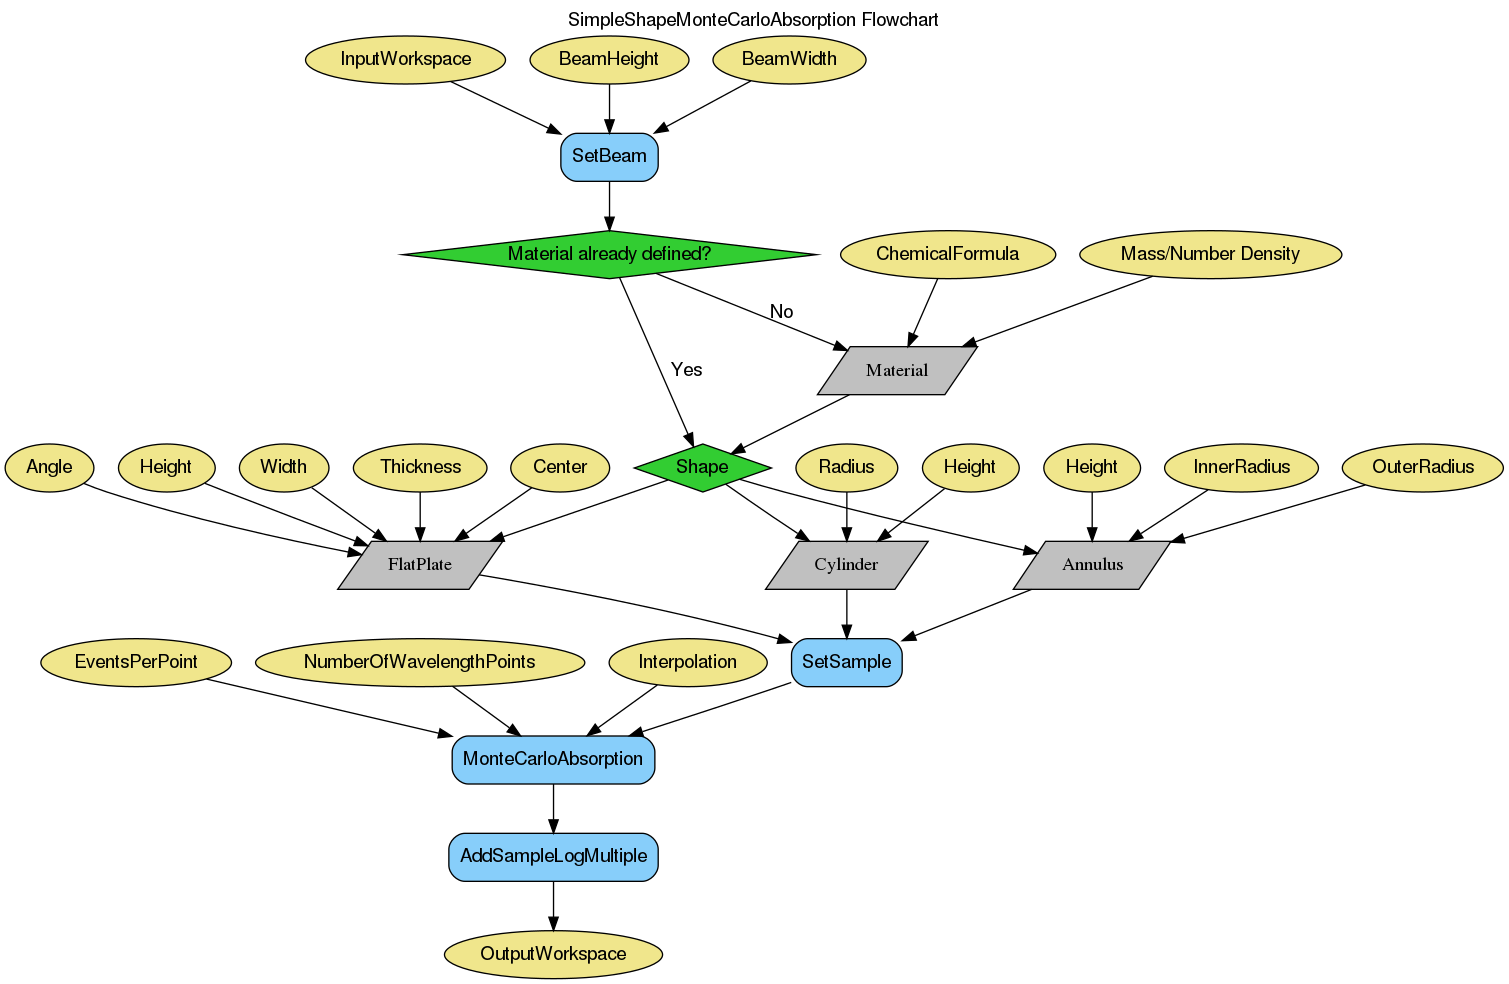 SimpleShapeMonteCarloAbsorption Flowchart
InputWorkspace
BeamHeight
BeamWidth
SetBeam
Material already defined?
ChemicalFormula
Mass/Number Density
No
Yes
Material
Angle
Height
Width
Thickness
Center
Shape
Radius
Height
Height
InnerRadius
OuterRadius
FlatPlate
Cylinder
Annulus
EventsPerPoint
NumberOfWavelengthPoints
Interpolation
SetSample
MonteCarloAbsorption
AddSampleLogMultiple
OutputWorkspace